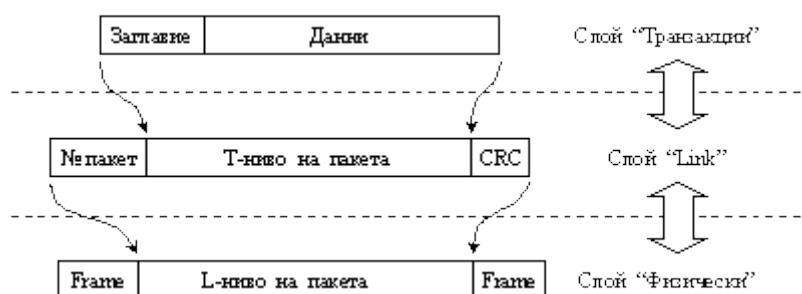 Заглавие Данни Слой “Транзакции”
№ пакет Т-ниво на пакета CRC Слой “Link”
Frame L-ниво на пакета Frame Слой “Физически”